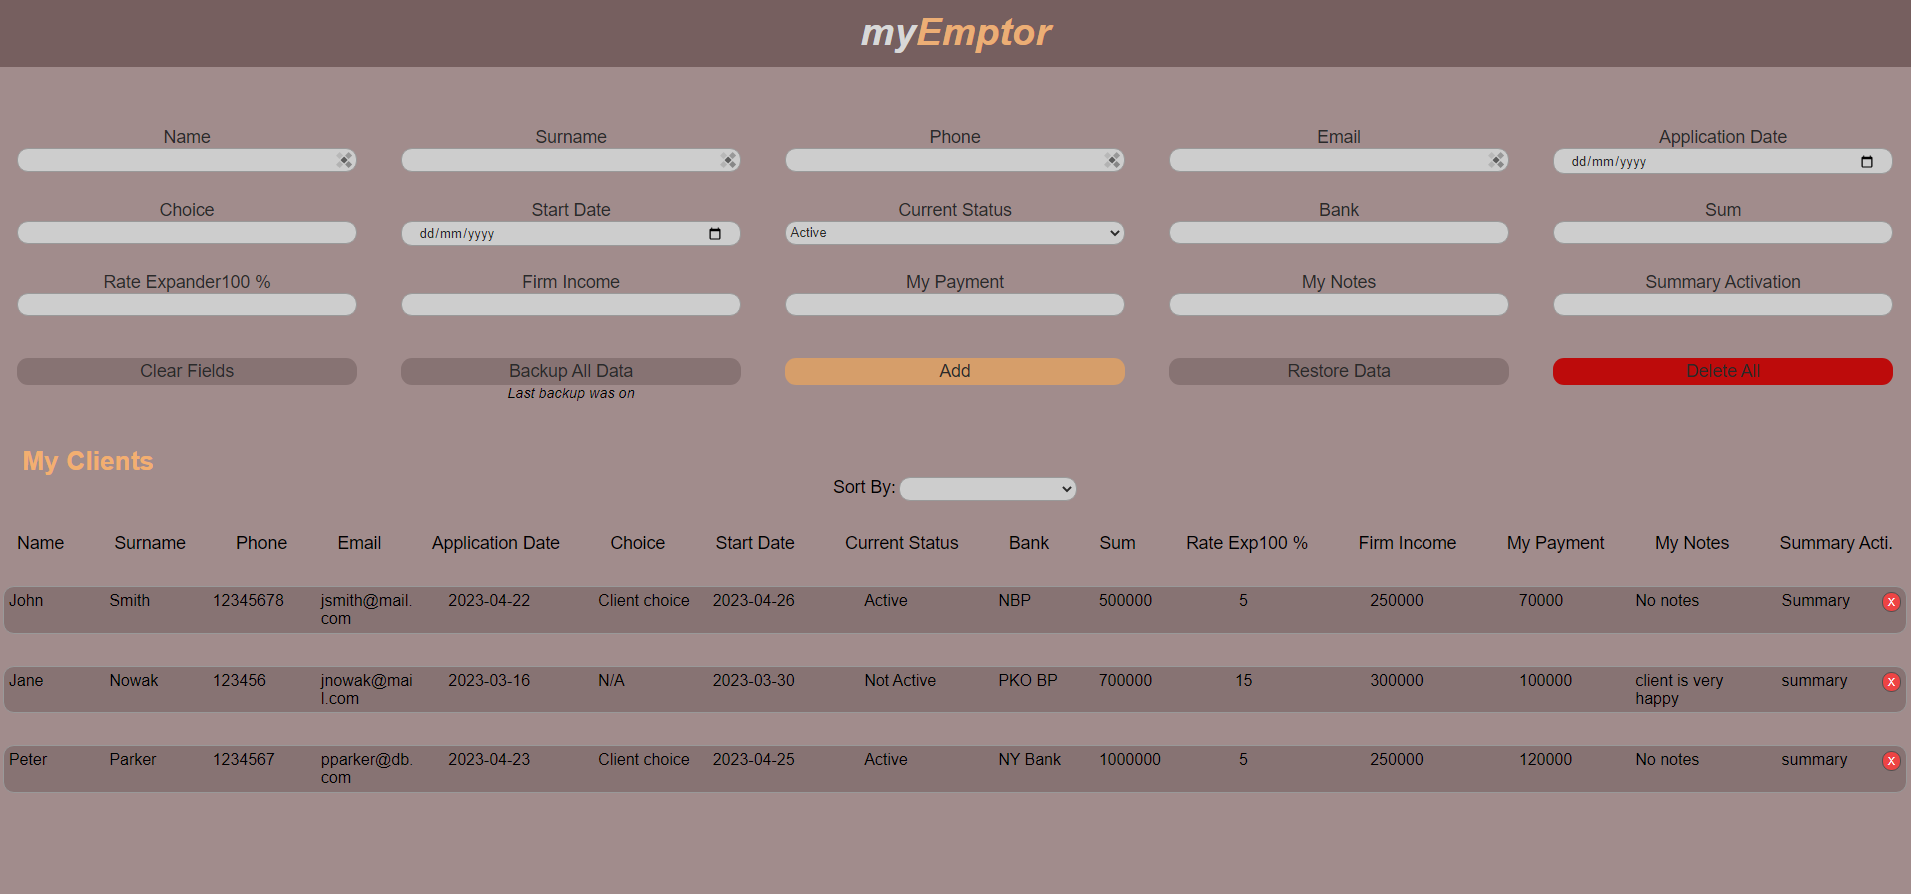 myEmptor
Name Surname Phone Email Application Date
dd/mm/yyyy
Choice Start Date Current Status Bank Sum
dd/mm/yyyy Active
Rate Expander100 % Firm Income My Payment My Notes Summary Activation
Clear Fields Backup All Data Add Restore Data Delete All
Last backup was on
My Clients
Sort By:
Name Surname Phone Email Application Date Choice Start Date Current Status Bank Sum Rate Exp100 % Firm Income My Payment My Notes Summary Acti.
John Smith 12345678 jsmith@mail. 2023-04-22 Client choice 2023-04-26 Active NBP 500000 5 250000 70000 No notes Summary x
com
Jane Nowak 123456 jnowak@mai 2023-03-16 N/A 2023-03-30 Not Active PKO BP 700000 15 300000 100000 client is very summary x
l.com happy
Peter Parker 1234567 pparker@db. 2023-04-23 Client choice 2023-04-25 Active NY Bank 1000000 5 250000 120000 No notes summary x
com